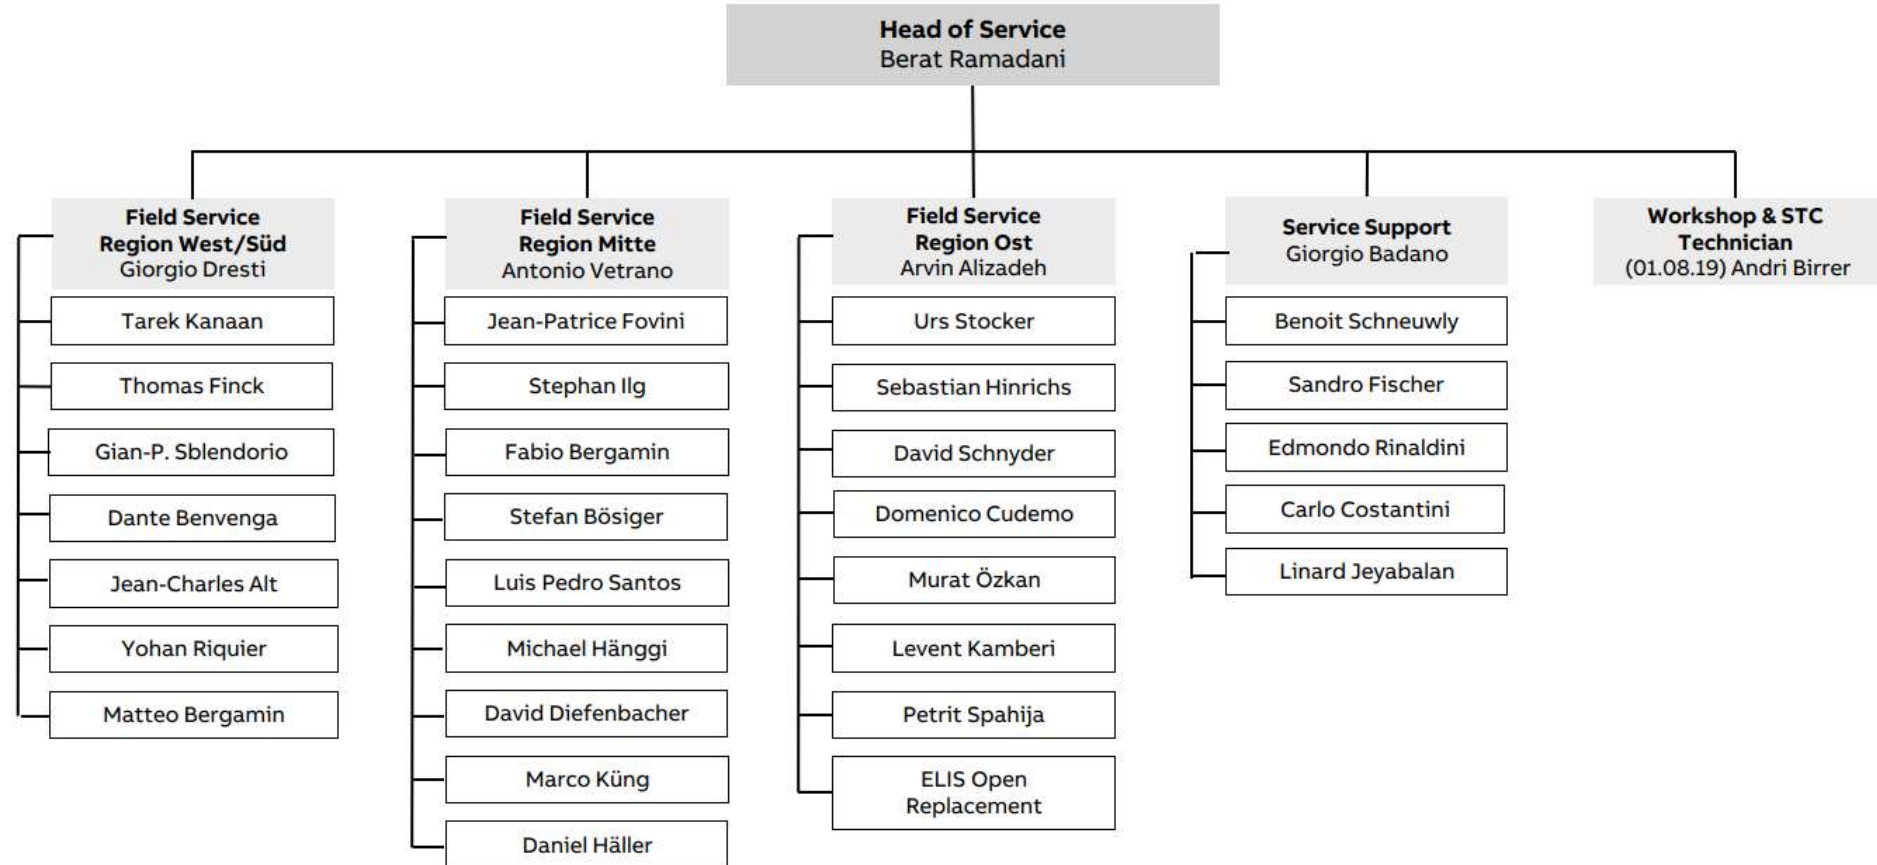 Head of Service
Berat Ramadani
Field Service
Region West/Süd
Giorgio Dresti
Tarek Kanaan
Thomas Finck
Gian-P. Sblendorio
Dante Benvenga
Jean-Charles Alt
Yohan Riquier
Matteo Bergamin
Field Service
Region Mitte
Antonio Vetrano
Jean-Patrice Fovini
Stephan Ilg
Fabio Bergamin
Stefan Bösiger
Luis Pedro Santos
Michael Hänggi
David Diefenbacher
Marco Küng
Daniel Häller
Field Service
Region Ost
Arvin Alizadeh
Urs Stocker
Sebastian Hinrichs
David Schnyder
Domenico Cudemo
Murat Özkan
Levent Kamberi
Petrit Spahija
ELIS Open
Replacement
Service Support
Giorgio Badano
Benoit Schneuwly
Sandro Fischer
Edmondo Rinaldini
Carlo Costantini
Linard Jeyabalan
Workshop & STC
Technician
(01.08.19) Andri Birrer